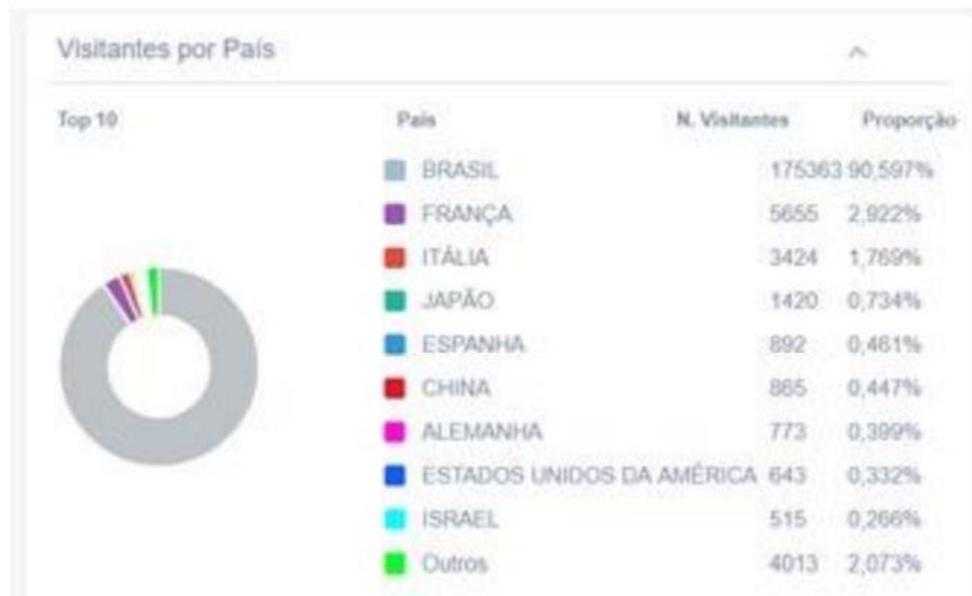 Visitantes por País
Top 10 País N. Visitantes Proporção
BRASIL 175363 90,597%
FRANÇA 5655 2,922%
ITÁLIA 3424 1,769%
JAPÃO 1420 0,734%
ESPANHA 892 0,461%
CHINA 865 0,447%
ALEMANHA 773 0,399%
ESTADOS UNIDOS DA AMÉRICA 643 0,332%
ISRAEL 515 0,266%
Outros 4013 2,073%